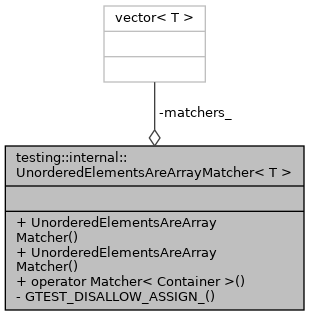 vector< T >
-matchers_
testing::internal::
UnorderedElementsAreArrayMatcher< T >
+ UnorderedElementsAreArray
Matcher()
+ UnorderedElementsAreArray
Matcher()
+ operator Matcher< Container >()
- GTEST_DISALLOW_ASSIGN_()